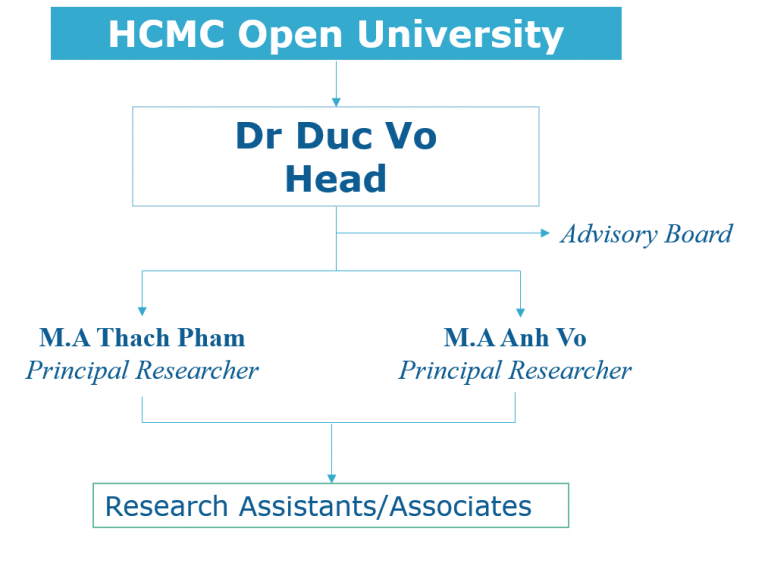 HCMC Open University
Dr Duc Vo
Head
Advisory Board
M.A Thach Pham
Principal Researcher
M.A Anh Vo
Principal Researcher
Research Assistants/Associates